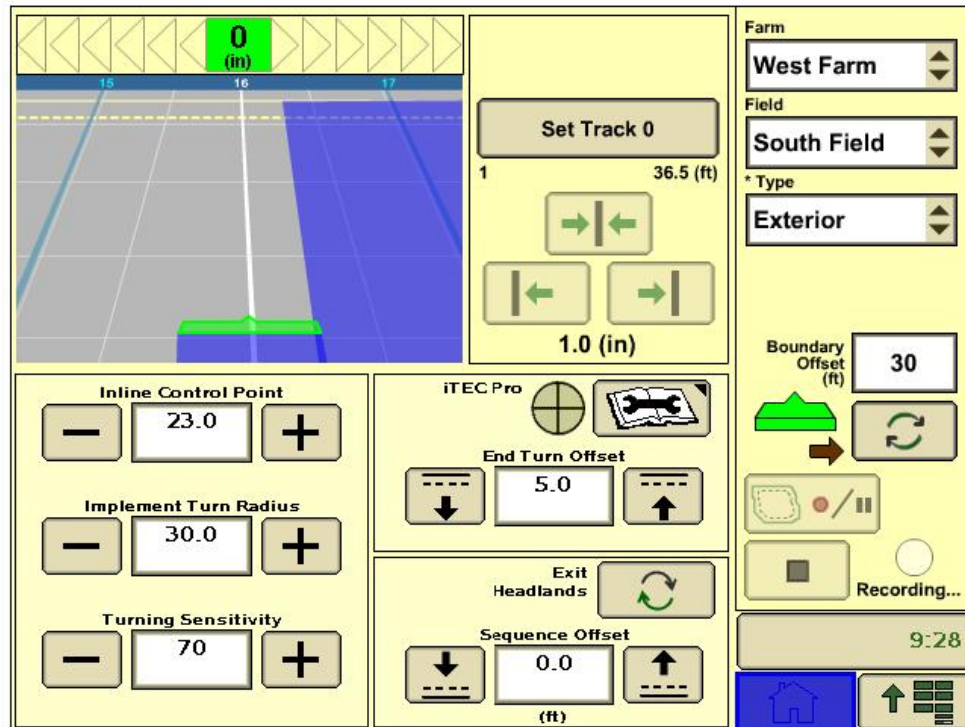 0
(in)
15
16
17
Set Track 0
1
36.5 (ft)
1.0 (in)
Farm
West Farm
Field
South Field
* Type
Exterior
Boundary
Offset
(ft)
30
Recording...
9:28
Inline Control Point
23.0
Implement Turn Radius
30.0
Turning Sensitivity
70
iTEC Pro
End Turn Offset
5.0
Exit
Headlands
Sequence Offset
0.0
(ft)